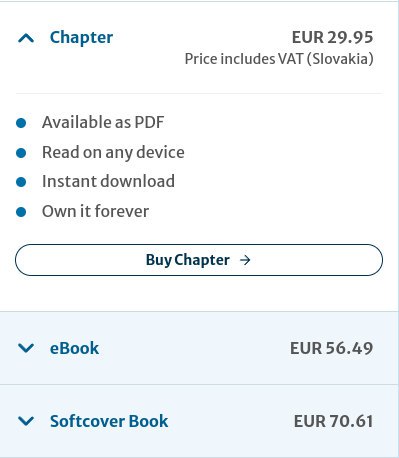 Chapter EUR 29.95
Price includes VAT (Slovakia)
Available as PDF
Read on any device
Instant download
Own it forever
Buy Chapter →
eBook EUR 56.49
Softcover Book EUR 70.61